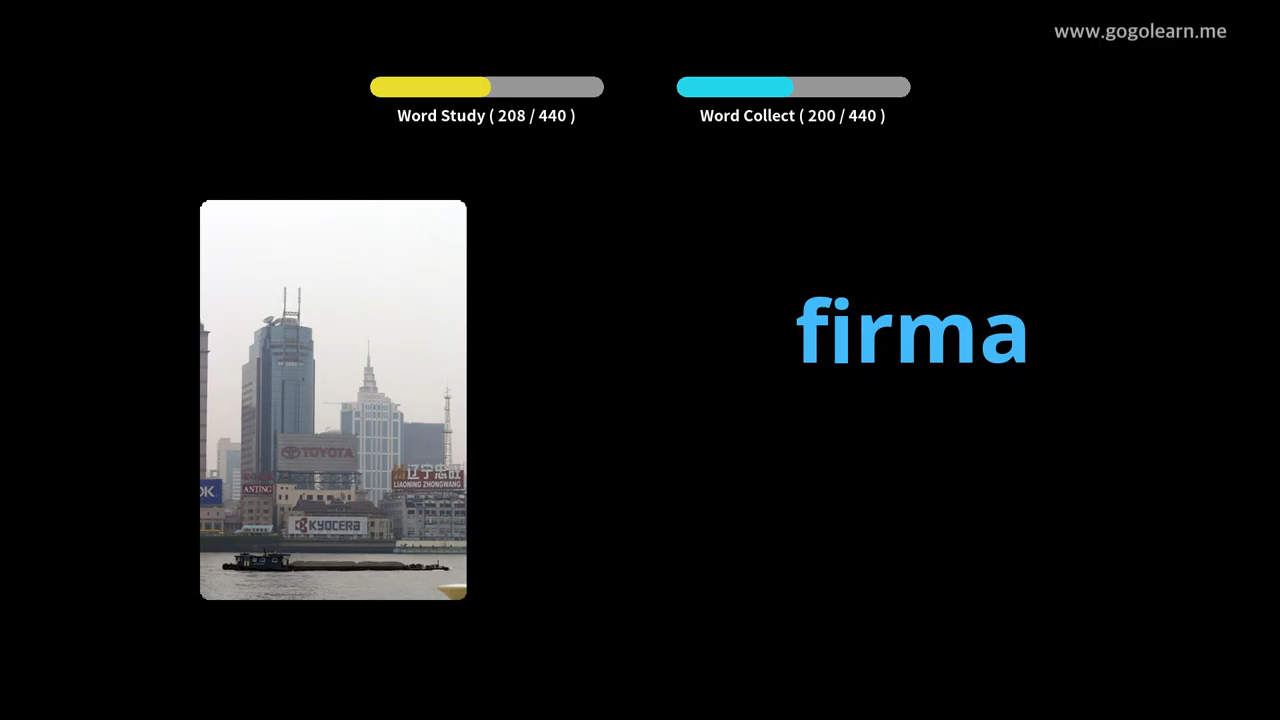 www.gogolearn.me
Word Study ( 208 / 440 )
Word Collect ( 200 / 440 )
firma
TOYOTA
辽宁忠旺
LIAONING ZHONGWANG
OK
ANTING
KYOCERA